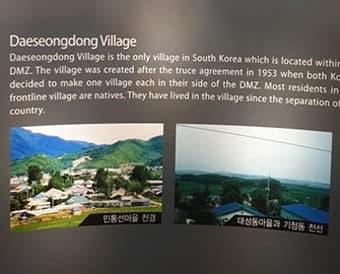 Daeseongdong Village
Daeseongdong Village is the only village in South Korea which is located within
DMZ. The village was created after the truce agreement in 1953 when both Ko
decided to make one village each in their side of the DMZ. Most residents in
frontline village are natives. They have lived in the village since the separation of
country.
민통선마을 전경
대성동마을과 기정동 전선